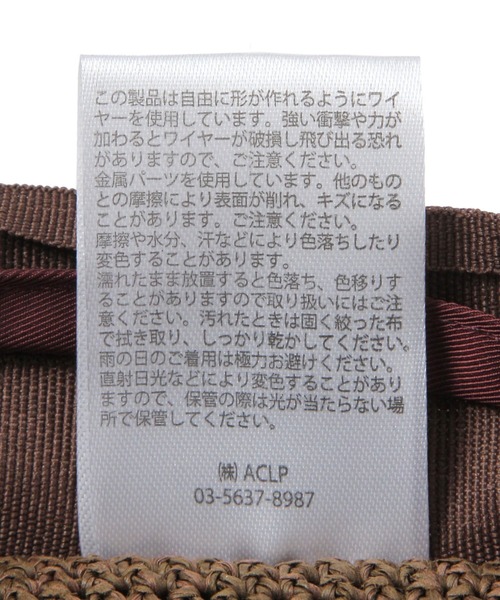 この製品は自由に形が作れるようにワイ
ヤーを使用しています。強い衝撃や力が
加わるとワイヤーが破損し飛び出る恐れ
がありますので、ご注意ください。
金属パーツを使用しています。他のもの
との摩擦により表面が削れ、キズになる
ことがあります。ご注意ください。
摩擦や水分、汗などにより色落ちしたり
変色することがあります。
濡れたまま放置すると色落ち、色移りす
ることがありますので取り扱いにはご注
意ください。汚れたときは固く絞った布
で拭き取り、しっかり乾かしてください。
雨の日のご着用は極力お避けください。
直射日光などにより変色することがあり
ますので、保管の際は光が当たらない場
所で保管してください。
㈱ ACLP
03-5637-8987